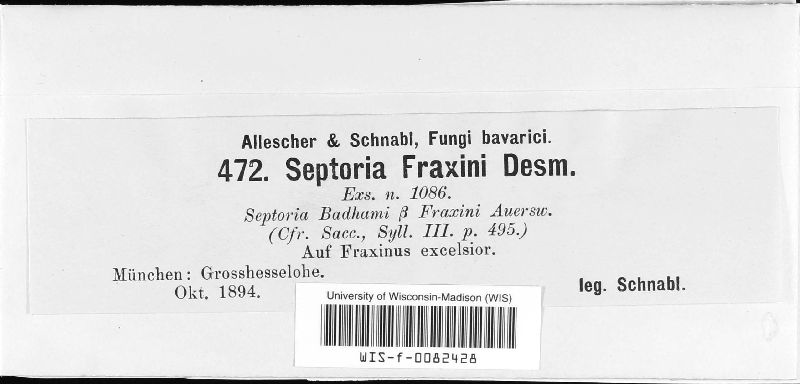 Allescher & Schnabl, Fungi bavarici.
472. Septoria Fraxini Desm.
Exs. n. 1086.
Septoria Badhami β Fraxini Auersw.
(Cfr. Sacc., Syll. III. p. 495.)
Auf Fraxinus excelsior.
München: Grosshesselohe.
Okt. 1894.
leg. Schnabl.
University of Wisconsin-Madison (WIS)
WIS-f-0082428